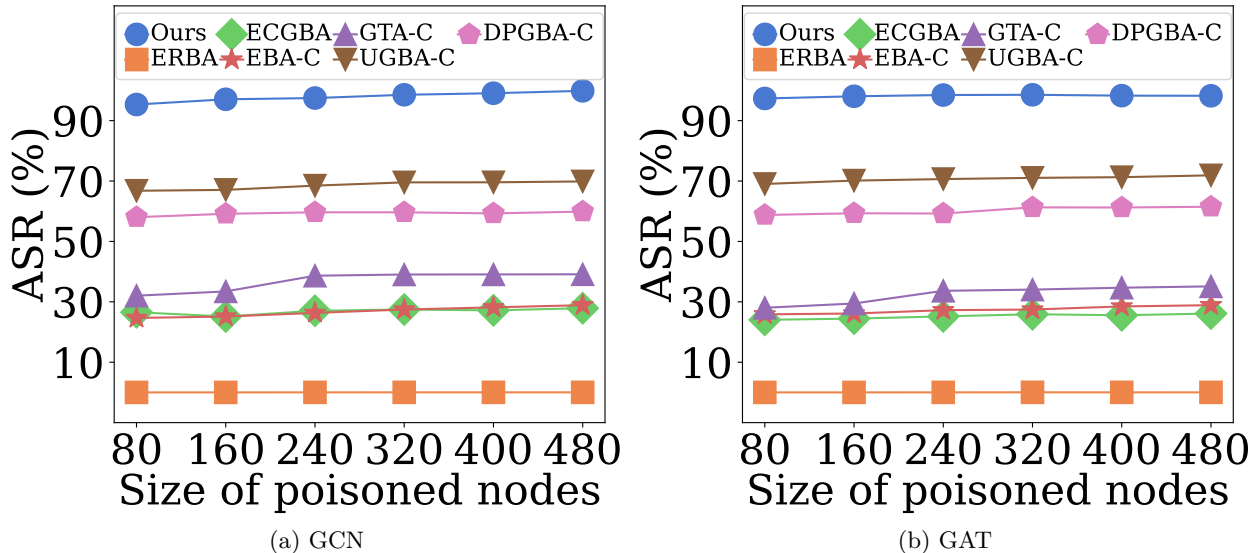 Ours ECGBA GTA-C DPGBA-C
ERBA EBA-C UGBA-C
90
70
50
30
10
ASR (%)
80 160 240 320 400 480
Size of poisoned nodes
(a) GCN
Ours ECGBA GTA-C DPGBA-C
ERBA EBA-C UGBA-C
90
70
50
30
10
ASR (%)
80 160 240 320 400 480
Size of poisoned nodes
(b) GAT